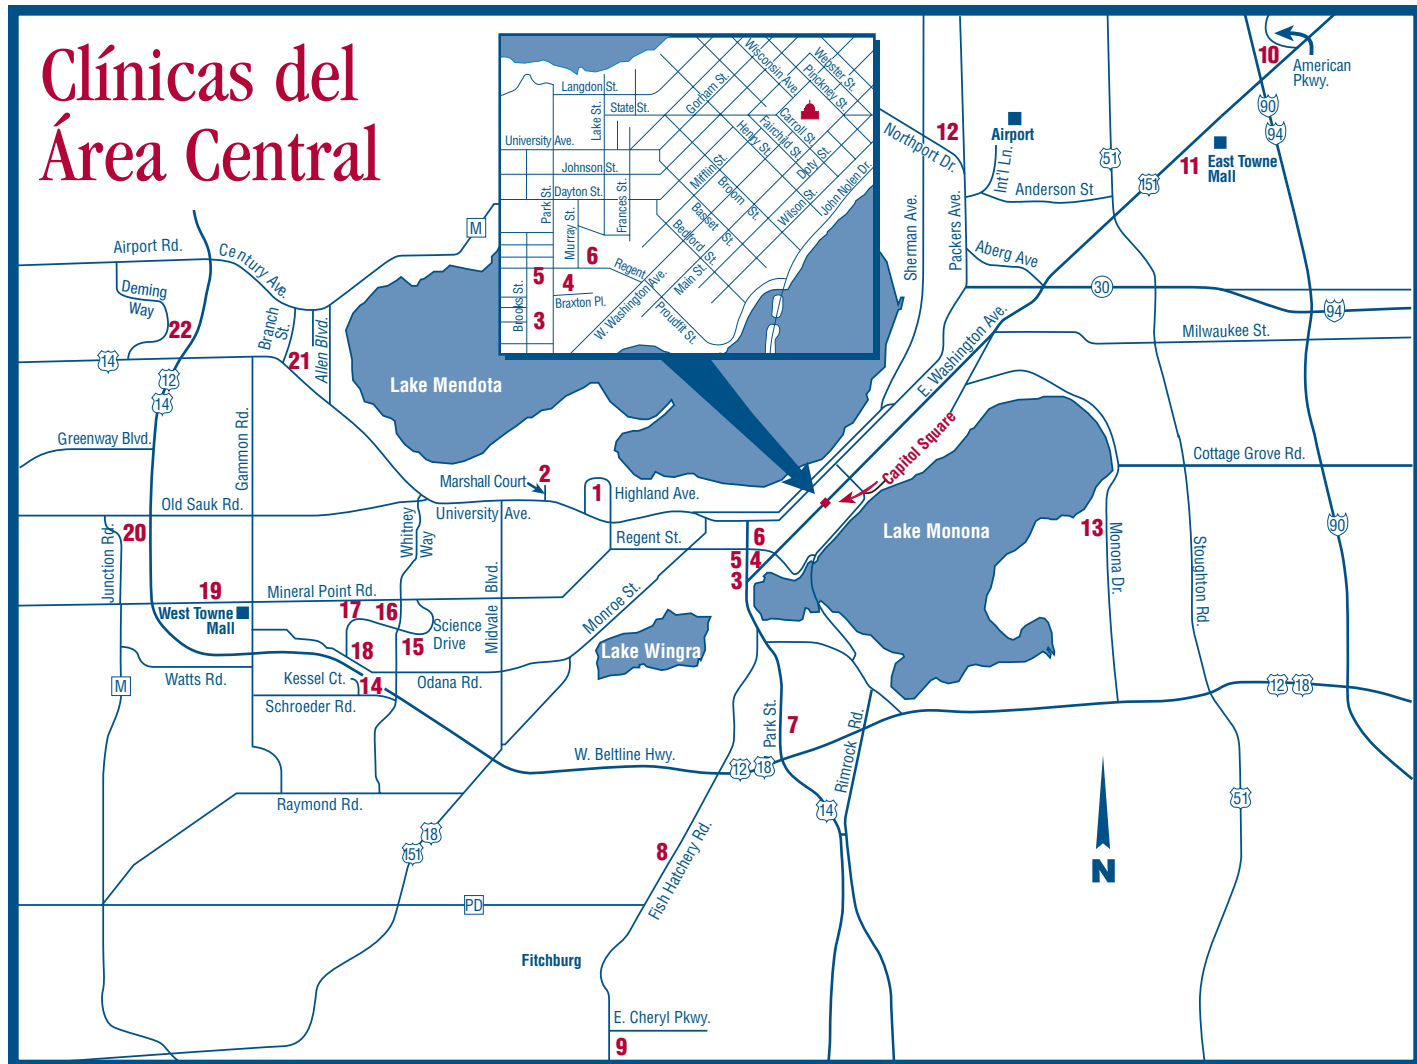 Clínicas del
Área Central
Langdon St.
State St.
Lake St.
University Ave.
Johnson St.
Dayton St.
Park St.
Murray St.
Frances St.
Brooks St.
Braxton Pl.
Regent
W. Washington Ave.
Proudfit St.
Main St.
Bedford St.
Basset St.
Broom St.
Mifflin St.
Henry St.
Fairchild St.
Carroll St.
Doty St.
Wilson St.
John Nolen Dr.
Gorham St.
Wisconsin Ave.
Pinckney St.
Webster St.
6
5
4
3
10
American
Pkwy.
90
94
12
Northport Dr.
Airport
Int'l Ln.
51
11
East Towne
Mall
151
Anderson St
Sherman Ave.
Packers Ave.
Aberg Ave
30
94
Milwaukee St.
E. Washington Ave.
M
Airport Rd.
Century Ave.
Deming
Way
22
Branch
St.
Allen Blvd.
21
14
12
14
Lake Mendota
Greenway Blvd.
Gammon Rd.
Capitol Square
Cottage Grove Rd.
Marshall Court
2
1
Highland Ave.
Old Sauk Rd.
University Ave.
20
Junction Rd.
Whitney
Way
Regent St.
6
5
4
3
Lake Monona
13
Monona Dr.
Stoughton Rd.
90
19
Mineral Point Rd.
West Towne
Mall
17
16
Science
Drive
15
18
Midvale Blvd.
Monroe St.
Lake Wingra
M
Watts Rd.
Kessel Ct.
14
Odana Rd.
Schroeder Rd.
12
18
Park St.
7
Rimrock Rd.
W. Beltline Hwy.
12
18
14
51
Raymond Rd.
18
151
8
Fish Hatchery Rd.
N
PD
Fitchburg
E. Cheryl Pkwy.
9